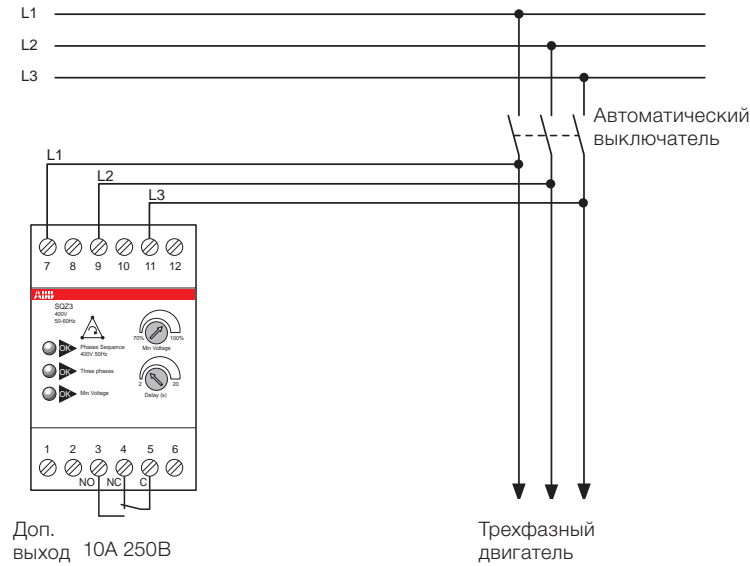 L1
L2
L3
Автоматический
выключатель
L1
L2
L3
7 8 9 10 11 12
ABB
SQZ3
400V
50-60Hz
70% 100%
Min Voltage
OK Phases Sequence
400V 50Hz
OK Three phases
2 20
Delay (s)
OK Min Voltage
1 2 3 4 5 6
NO NC C
Доп.
выход 10А 250В
Трехфазный
двигатель